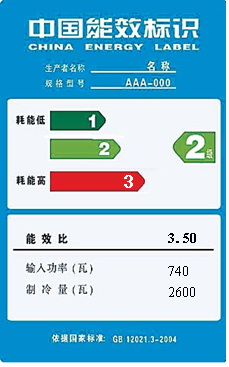 中国能效标识
CHINA ENERGY LABEL
生产者名称 名 称
规格型号 AAA-000
耗能低 1
2 2级
耗能高 3
能 效 比 3.50
输入功率(瓦) 740
制 冷 量(瓦) 2600
依据国家标准: GB 12021.3-2004